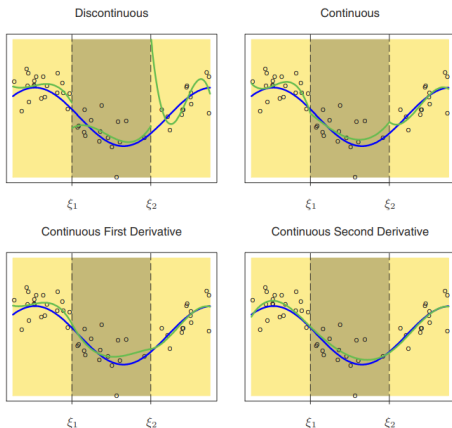 Discontinuous
Continuous
ξ1 ξ2
ξ1 ξ2
Continuous First Derivative
Continuous Second Derivative
ξ1 ξ2
ξ1 ξ2